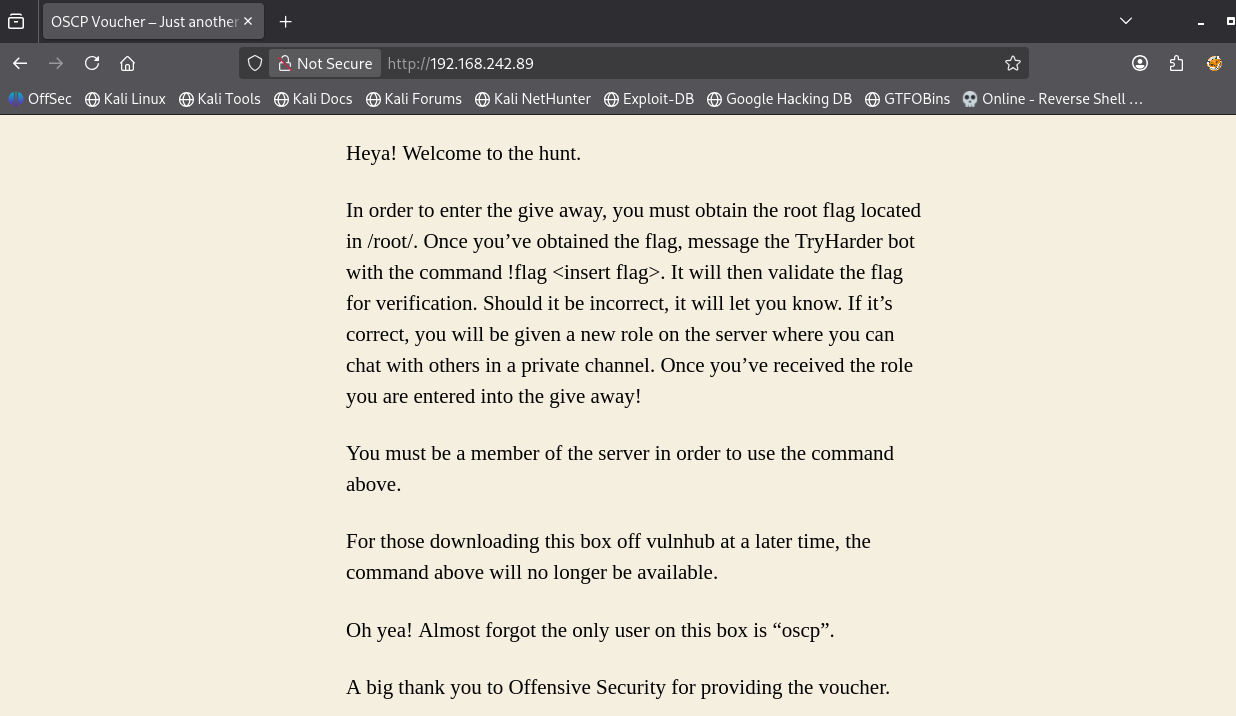 OSCP Voucher – Just another
Not Secure http://192.168.242.89
OffSec Kali Linux Kali Tools Kali Docs Kali Forums Kali NetHunter Exploit-DB Google Hacking DB GTFOBins Online - Reverse Shell ...
Heya! Welcome to the hunt.
In order to enter the give away, you must obtain the root flag located
in /root/. Once you’ve obtained the flag, message the TryHarder bot
with the command !flag <insert flag>. It will then validate the flag
for verification. Should it be incorrect, it will let you know. If it’s
correct, you will be given a new role on the server where you can
chat with others in a private channel. Once you’ve received the role
you are entered into the give away!
You must be a member of the server in order to use the command
above.
For those downloading this box off vulnhub at a later time, the
command above will no longer be available.
Oh yea! Almost forgot the only user on this box is “oscp”.
A big thank you to Offensive Security for providing the voucher.